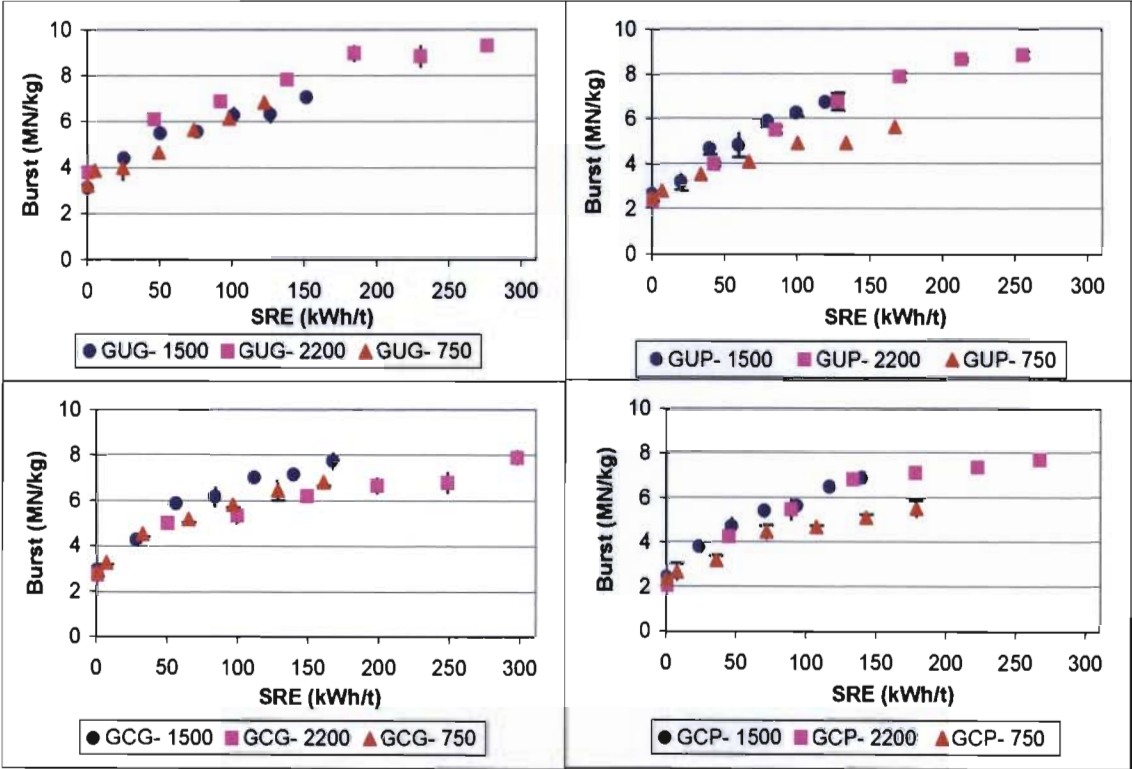 10
8
6
4
2
0
Burst (MN/kg)
0 50 100 150 200 250 300
SRE (kWh/t)
GUG- 1500 GUG- 2200 GUG- 750
10
8
6
4
2
0
Burst (MN/kg)
0 50 100 150 200 250 300
SRE (kWh/t)
GUP- 1500 GUP- 2200 GUP- 750
10
8
6
4
2
0
Burst (MN/kg)
0 50 100 150 200 250 300
SRE (kWh/t)
GCG- 1500 GCG- 2200 GCG- 750
10
8
6
4
2
0
Burst (MN/kg)
0 50 100 150 200 250 300
SRE (kWh/t)
GCP- 1500 GCP- 2200 GCP- 750